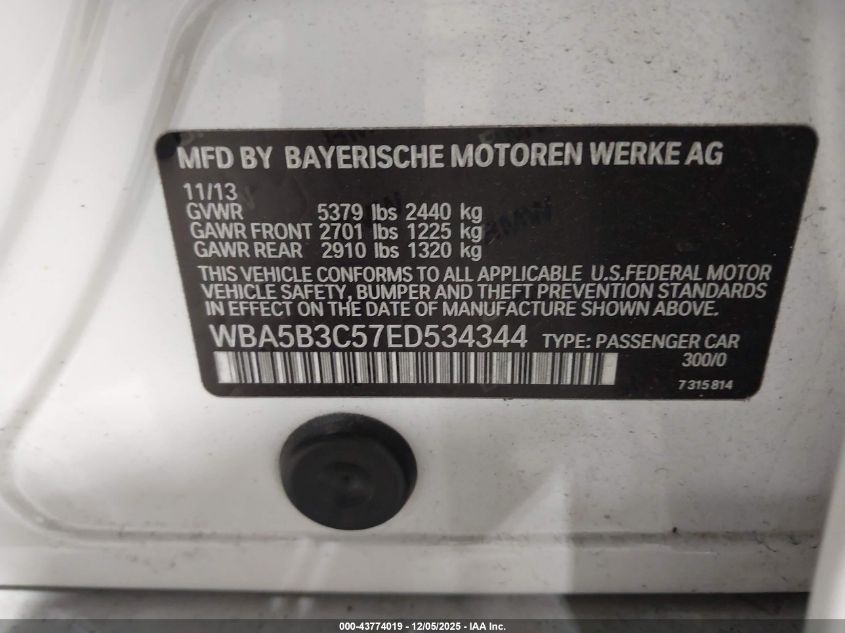 MFD BY BAYERISCHE MOTOREN WERKE AG
11/13
GVWR 5379 lbs 2440 kg
GAWR FRONT 2701 lbs 1225 kg
GAWR REAR 2910 lbs 1320 kg
THIS VEHICLE CONFORMS TO ALL APPLICABLE U.S.FEDERAL MOTOR
VEHICLE SAFETY, BUMPER AND THEFT PREVENTION STANDARDS
IN EFFECT ON THE DATE OF MANUFACTURE SHOWN ABOVE.
WBA5B3C57ED534344 TYPE: PASSENGER CAR
300/0
7315814
000-43774019 - 12/05/2025 - IAA Inc.